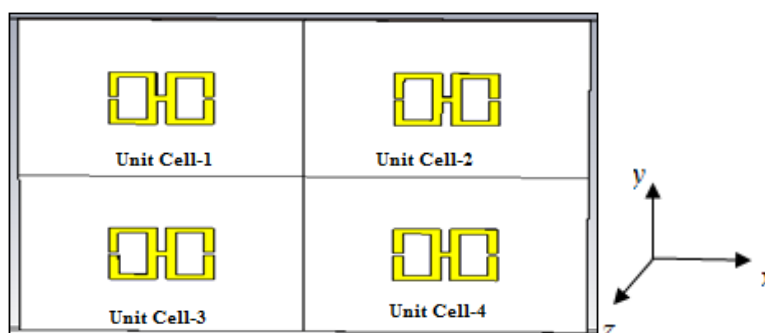 Unit Cell-1
Unit Cell-2
y
Unit Cell-3
Unit Cell-4
x
z